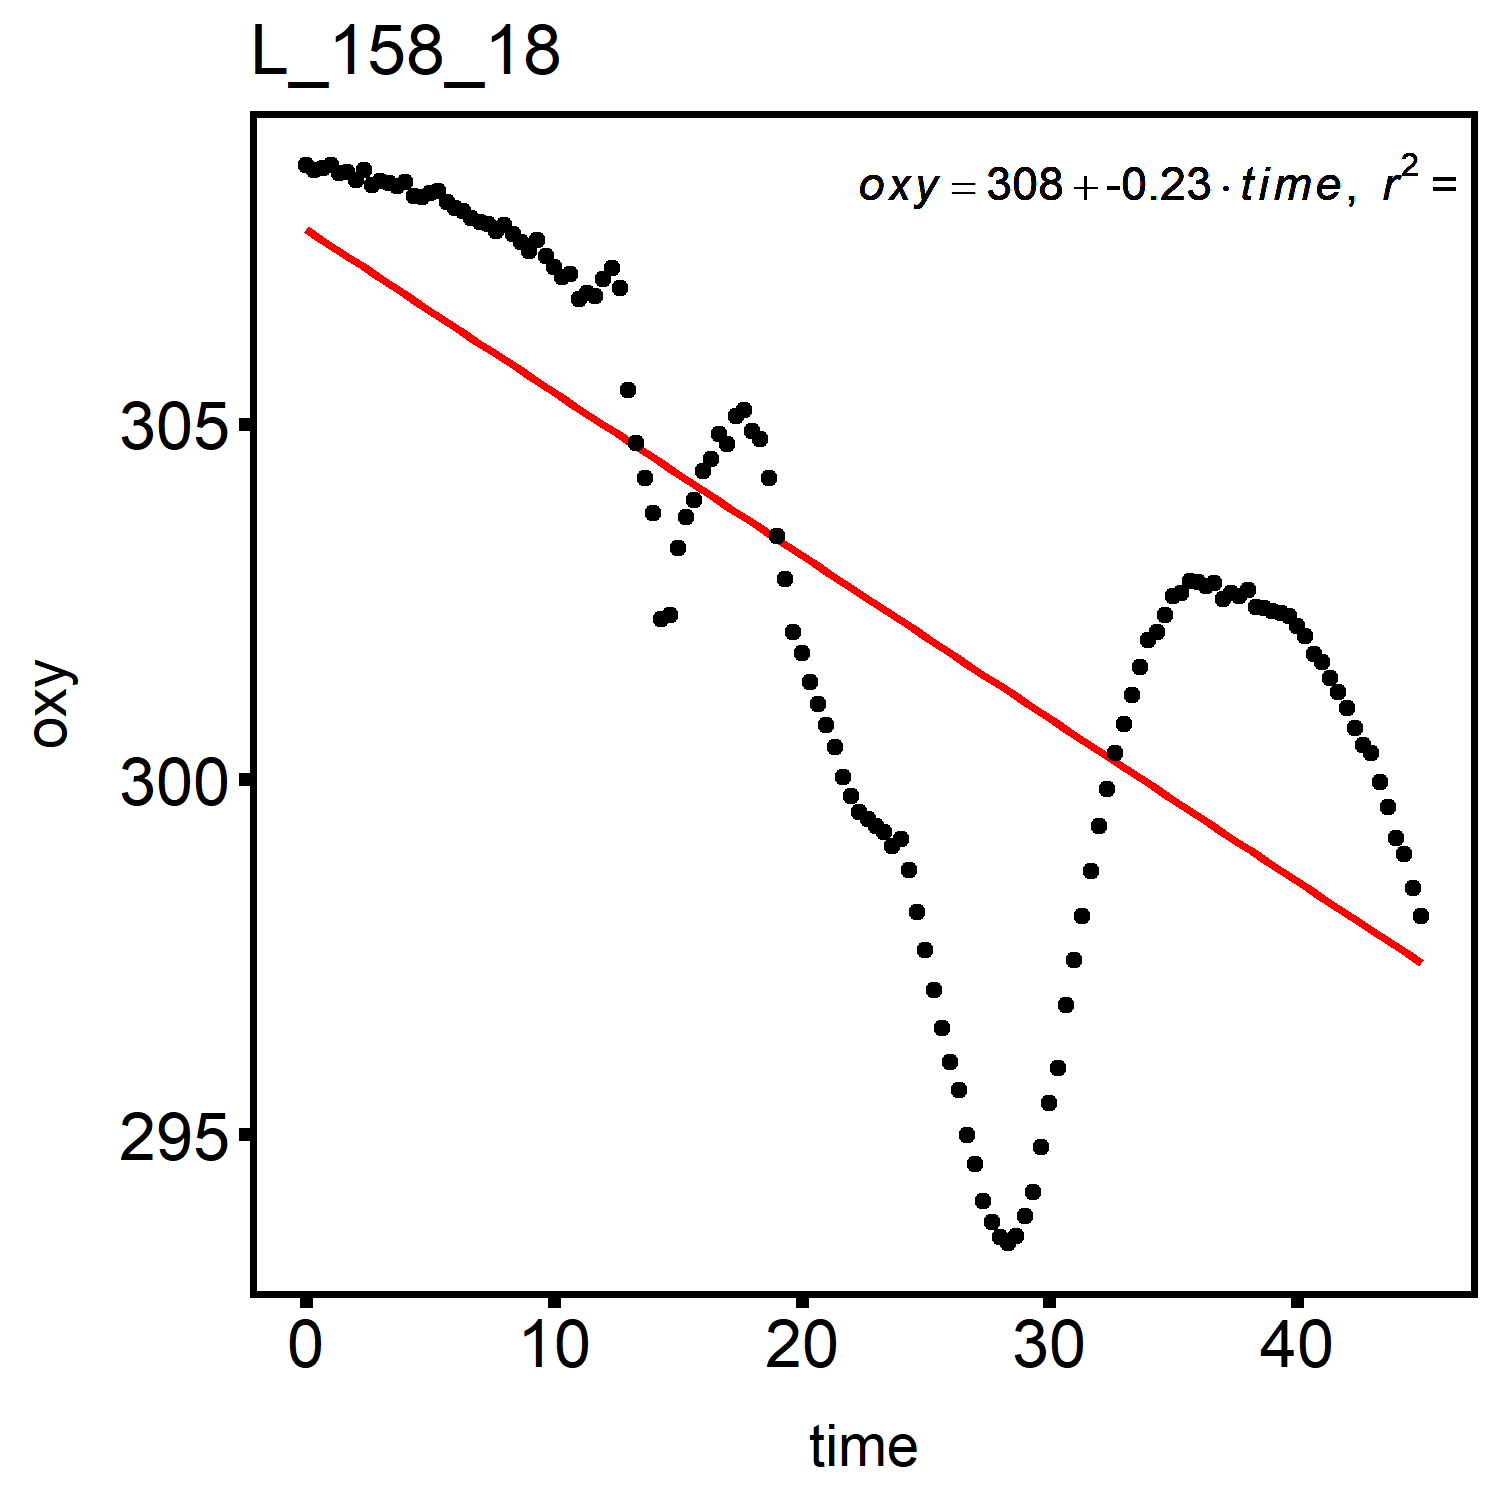 L_158_18
oxy = 308 + -0.23 · time, r² =
305
300
295
oxy
0 10 20 30 40
time